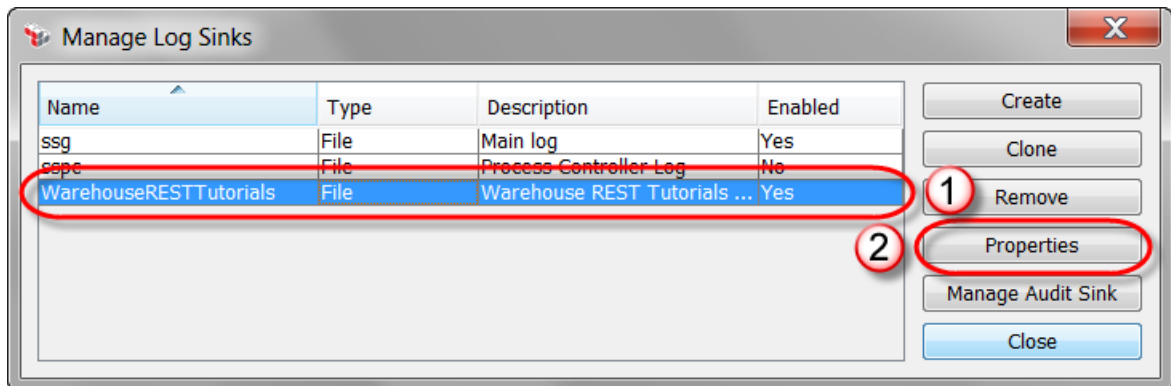 Manage Log Sinks
X
Name Type Description Enabled
ssg File Main log Yes
sspc File Process Controller Log No
WarehouseRESTTutorials File Warehouse REST Tutorials ... Yes
1
2
Create
Clone
Remove
Properties
Manage Audit Sink
Close